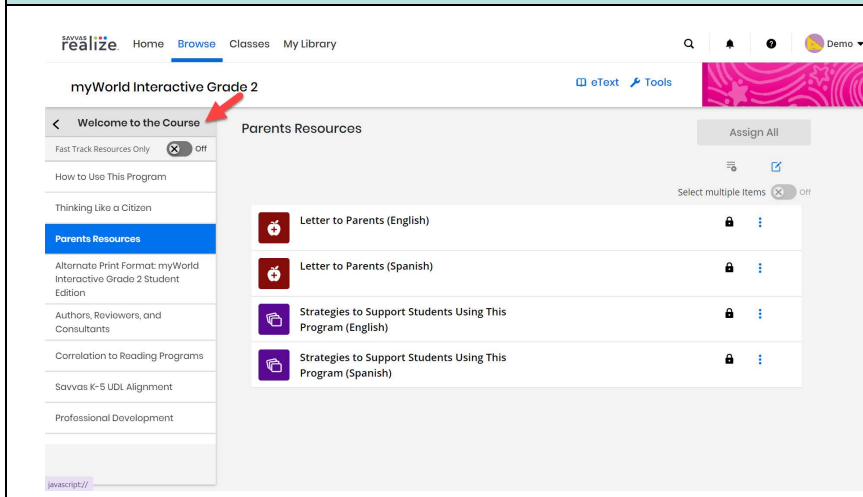 SAVVAS
realize. Home Browse Classes My Library Demo
myWorld Interactive Grade 2 eText Tools
Welcome to the Course
Fast Track Resources Only Off
How to Use This Program
Thinking Like a Citizen
Parents Resources
Alternate Print Format: myWorld
Interactive Grade 2 Student
Edition
Authors, Reviewers, and
Consultants
Correlation to Reading Programs
Savvas K-5 UDL Alignment
Professional Development
Parents Resources
Assign All
Select multiple Items Off
Letter to Parents (English)
Letter to Parents (Spanish)
Strategies to Support Students Using This
Program (English)
Strategies to Support Students Using This
Program (Spanish)
javascript://